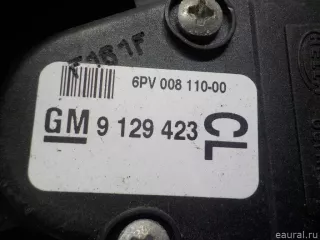 F161F
6PV 008 110-00
GM 9 129 423 CL
eaural.ru